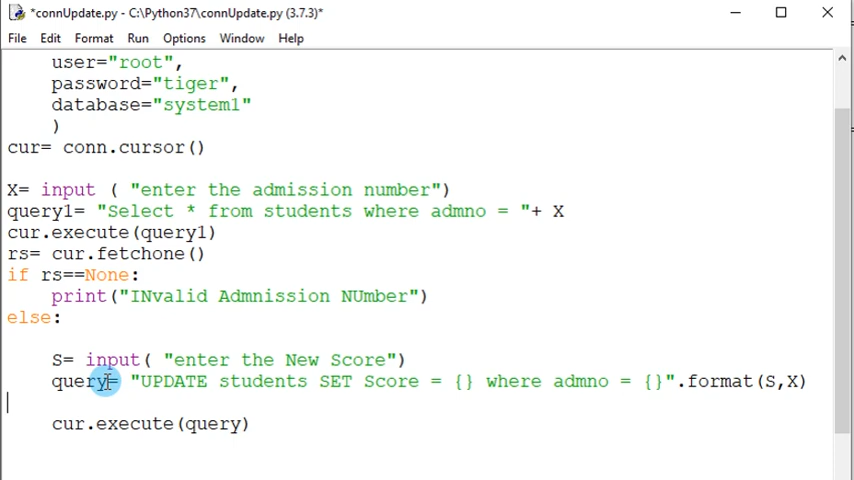 *connUpdate.py - C:\Python37\connUpdate.py (3.7.3)*
File Edit Format Run Options Window Help
user="root",
password="tiger",
database="system1"
)
cur= conn.cursor()
X= input ( "enter the admission number")
query1= "Select * from students where admno = "+ X
cur.execute(query1)
rs= cur.fetchone()
if rs==None:
print("INvalid Admnission NUmber")
else:
S= input( "enter the New Score")
query= "UPDATE students SET Score = {} where admno = {}".format(S,X)
cur.execute(query)